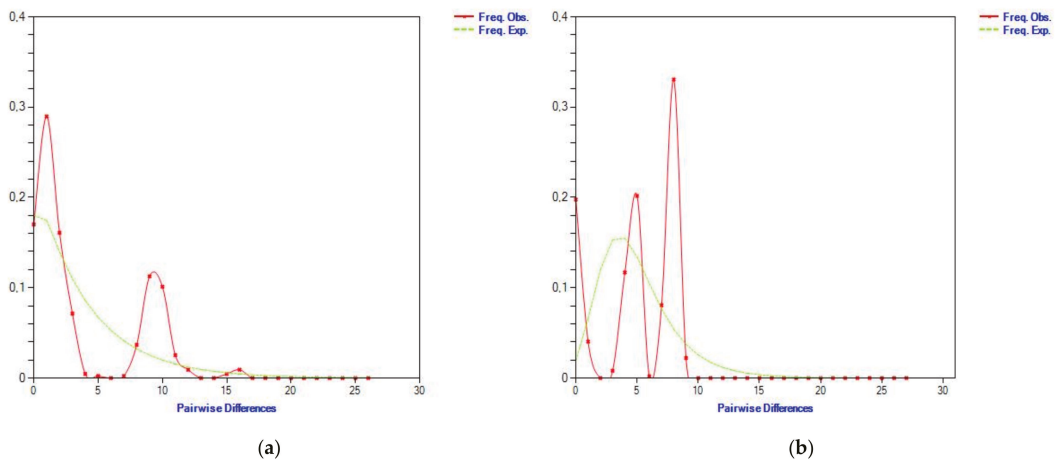 0,4
0,3
0,2
0,1
0
0 5 10 15 20 25 30
Pairwise Differences
Freq. Obs.
Freq. Exp.
(a)
0,4
0,3
0,2
0,1
0
0 5 10 15 20 25 30
Pairwise Differences
Freq. Obs.
Freq. Exp.
(b)